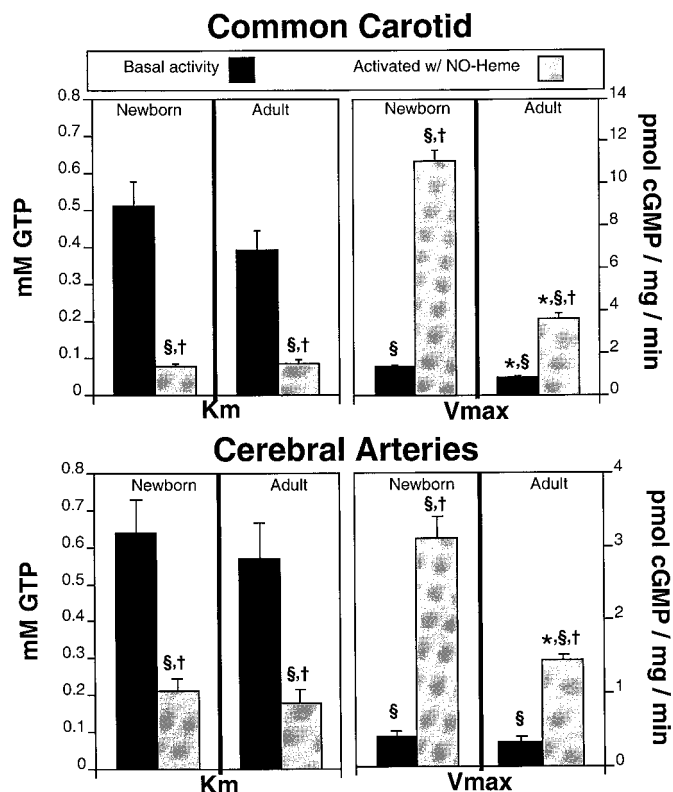 Common Carotid
Basal activity
Activated w/ NO-Heme
0.8
0.7
0.6
0.5
0.4
0.3
0.2
0.1
0
mM GTP
Newborn
Adult
§,†
§,†
Km
Newborn
Adult
§
§,†
*,§
*,§,†
Vmax
14
12
10
8
6
4
2
0
pmol cGMP / mg / min
Cerebral Arteries
0.8
0.7
0.6
0.5
0.4
0.3
0.2
0.1
0
mM GTP
Newborn
Adult
§,†
§,†
Km
Newborn
Adult
§
§,†
§
*,§,†
Vmax
4
3
2
1
0
pmol cGMP / mg / min